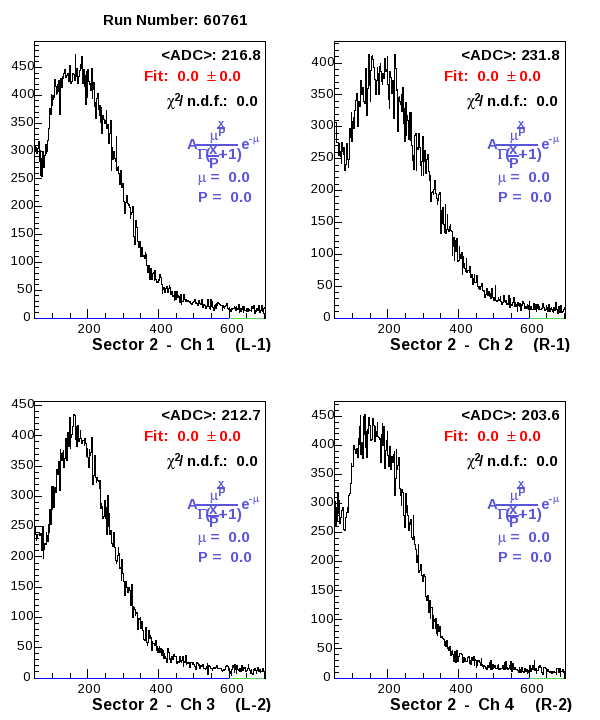 Run Number: 60761
<ADC>: 216.8
Fit: 0.0 ±0.0
χ²/ n.d.f.: 0.0
A μ^(x/P) / Γ(x/P+1) e^-μ
μ = 0.0
P = 0.0
450
400
350
300
250
200
150
100
50
0
200 400 600
Sector 2 - Ch 1 (L-1)
<ADC>: 231.8
Fit: 0.0 ±0.0
χ²/ n.d.f.: 0.0
A μ^(x/P) / Γ(x/P+1) e^-μ
μ = 0.0
P = 0.0
400
350
300
250
200
150
100
50
0
200 400 600
Sector 2 - Ch 2 (R-1)
<ADC>: 212.7
Fit: 0.0 ±0.0
χ²/ n.d.f.: 0.0
A μ^(x/P) / Γ(x/P+1) e^-μ
μ = 0.0
P = 0.0
450
400
350
300
250
200
150
100
50
0
200 400 600
Sector 2 - Ch 3 (L-2)
<ADC>: 203.6
Fit: 0.0 ±0.0
χ²/ n.d.f.: 0.0
A μ^(x/P) / Γ(x/P+1) e^-μ
μ = 0.0
P = 0.0
450
400
350
300
250
200
150
100
50
0
200 400 600
Sector 2 - Ch 4 (R-2)